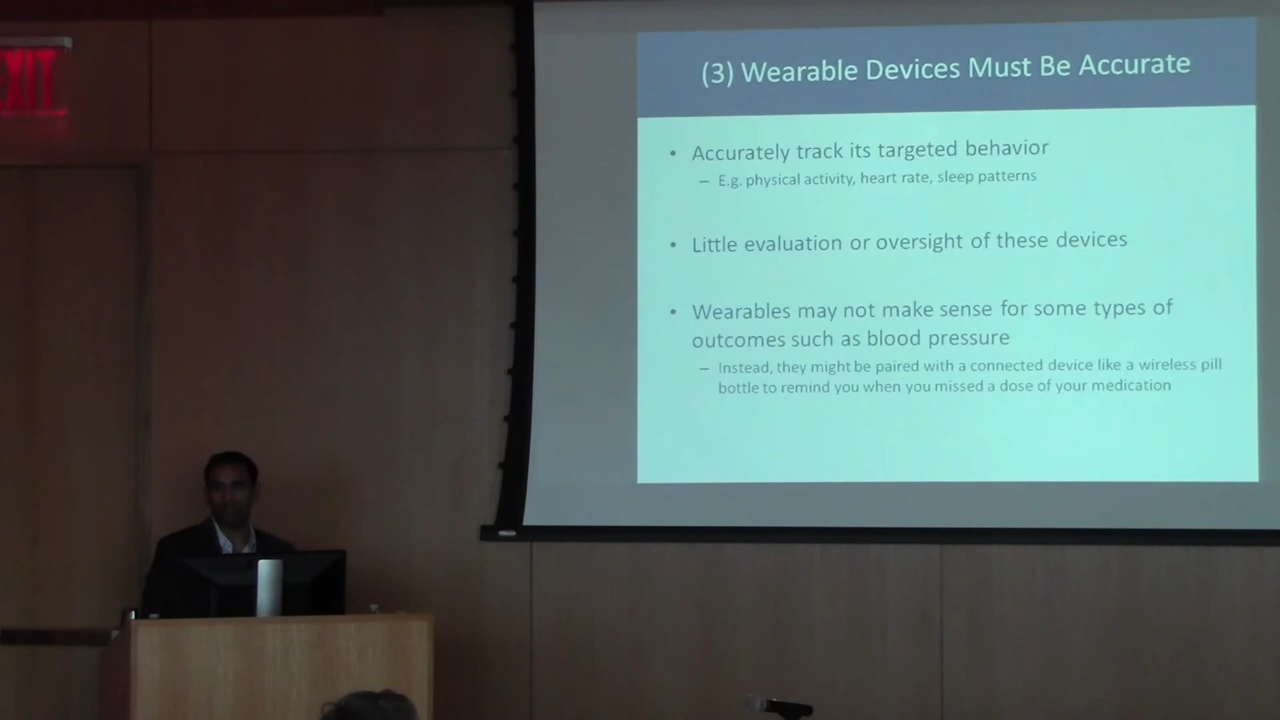 EXIT
(3) Wearable Devices Must Be Accurate
• Accurately track its targeted behavior
– E.g. physical activity, heart rate, sleep patterns
• Little evaluation or oversight of these devices
• Wearables may not make sense for some types of
outcomes such as blood pressure
– Instead, they might be paired with a connected device like a wireless pill
bottle to remind you when you missed a dose of your medication